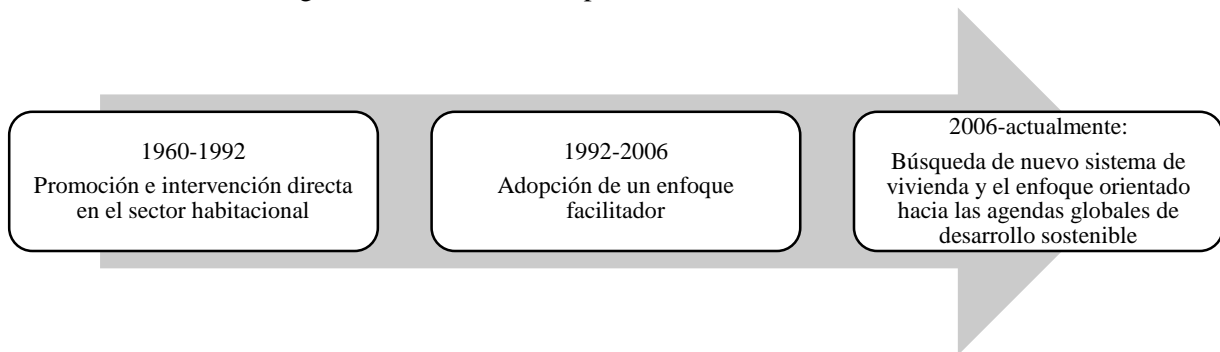 1960-1992
Promoción e intervención directa
en el sector habitacional
1992-2006
Adopción de un enfoque
facilitador
2006-actualmente:
Búsqueda de nuevo sistema de
vivienda y el enfoque orientado
hacia las agendas globales de
desarrollo sostenible